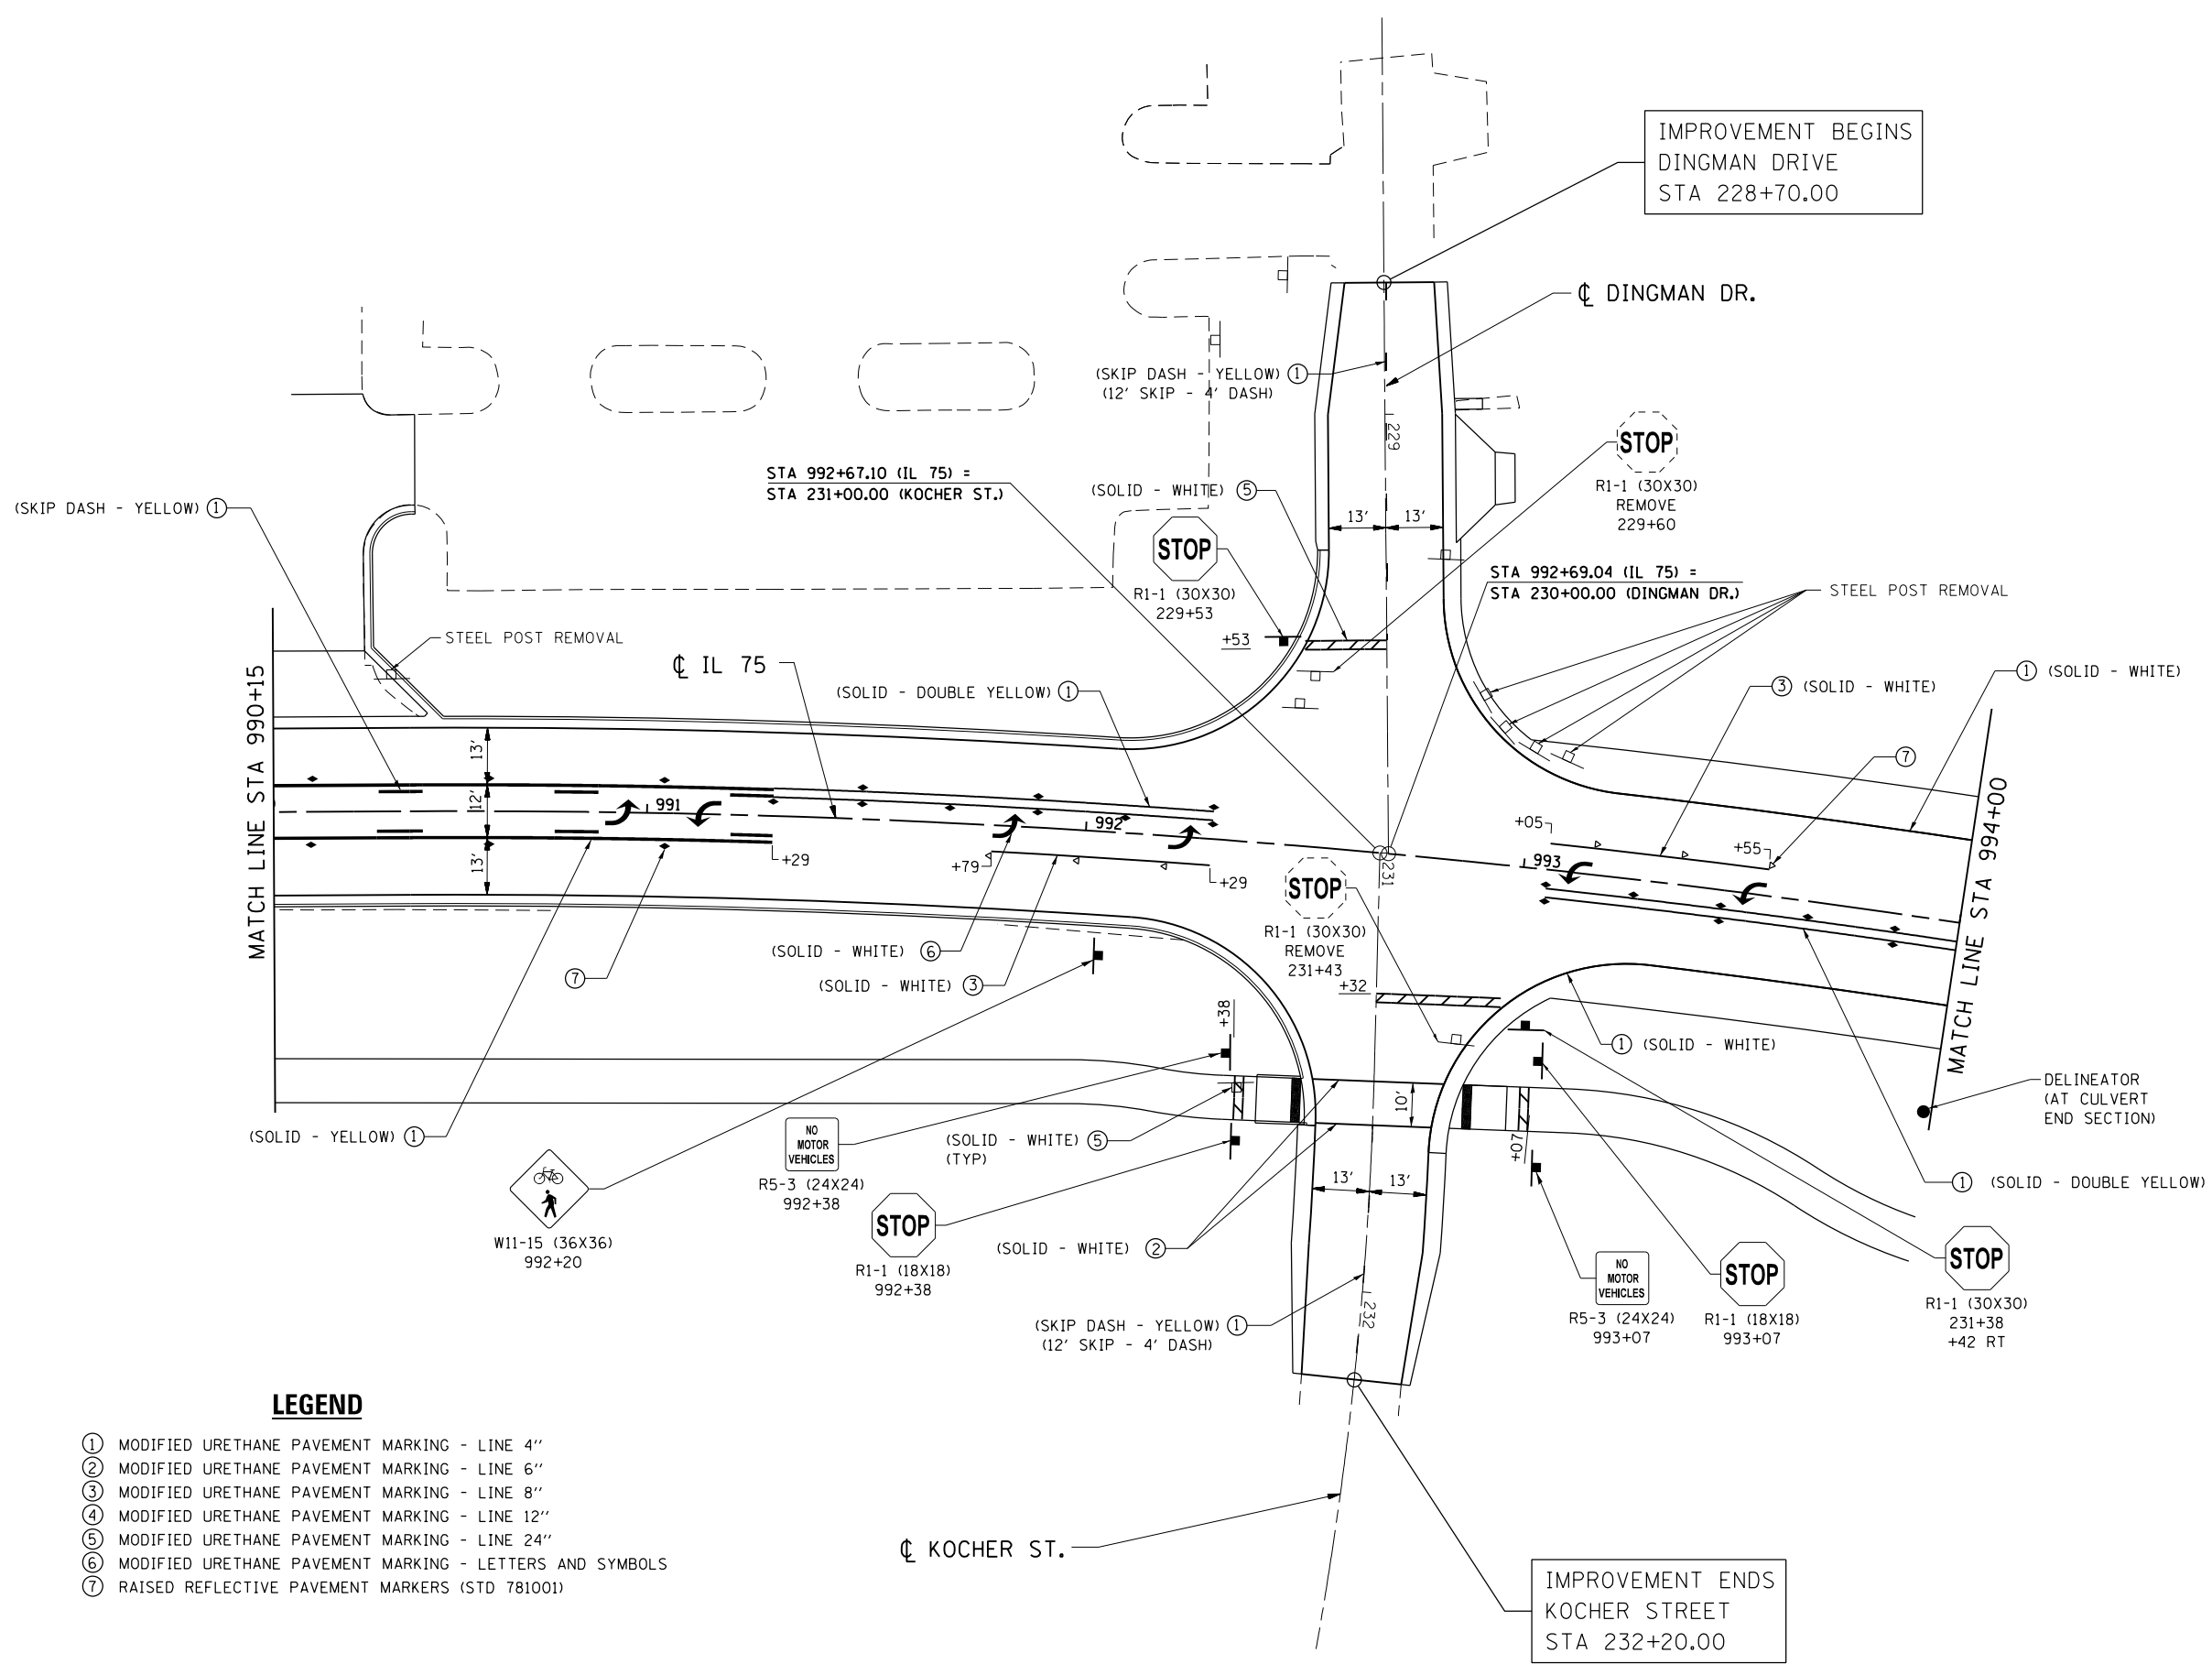 IMPROVEMENT BEGINS
DINGMAN DRIVE
STA 228+70.00
℄ DINGMAN DR.
(SKIP DASH - YELLOW) 1
(12' SKIP - 4' DASH)
229
STOP
R1-1 (30X30)
REMOVE
229+60
STA 992+67.10 (IL 75) =
STA 231+00.00 (KOCHER ST.)
(SOLID - WHITE) 5
(SKIP DASH - YELLOW) 1
13' 13'
STOP
R1-1 (30X30)
229+53
+53
STA 992+69.04 (IL 75) =
STA 230+00.00 (DINGMAN DR.)
STEEL POST REMOVAL
STEEL POST REMOVAL
℄ IL 75
(SOLID - DOUBLE YELLOW) 1
3 (SOLID - WHITE)
1 (SOLID - WHITE)
7
MATCH LINE STA 990+15
13'
12'
13'
991
992
993
+05
+55
+29
+79
+29
231
MATCH LINE STA 994+00
STOP
R1-1 (30X30)
REMOVE
231+43
+32
(SOLID - WHITE) 6
(SOLID - WHITE) 3
7
+38
1 (SOLID - WHITE)
10'
DELINEATOR
(AT CULVERT
END SECTION)
(SOLID - YELLOW) 1
NO
MOTOR
VEHICLES
R5-3 (24X24)
992+38
(SOLID - WHITE) 5
(TYP)
+07
13' 13'
1 (SOLID - DOUBLE YELLOW)
W11-15 (36X36)
992+20
STOP
R1-1 (18X18)
992+38
(SOLID - WHITE) 2
NO
MOTOR
VEHICLES
R5-3 (24X24)
993+07
STOP
R1-1 (18X18)
993+07
STOP
R1-1 (30X30)
231+38
+42 RT
(SKIP DASH - YELLOW) 1
(12' SKIP - 4' DASH)
232
LEGEND
1 MODIFIED URETHANE PAVEMENT MARKING - LINE 4''
2 MODIFIED URETHANE PAVEMENT MARKING - LINE 6''
3 MODIFIED URETHANE PAVEMENT MARKING - LINE 8''
4 MODIFIED URETHANE PAVEMENT MARKING - LINE 12''
5 MODIFIED URETHANE PAVEMENT MARKING - LINE 24''
6 MODIFIED URETHANE PAVEMENT MARKING - LETTERS AND SYMBOLS
7 RAISED REFLECTIVE PAVEMENT MARKERS (STD 781001)
℄ KOCHER ST.
IMPROVEMENT ENDS
KOCHER STREET
STA 232+20.00